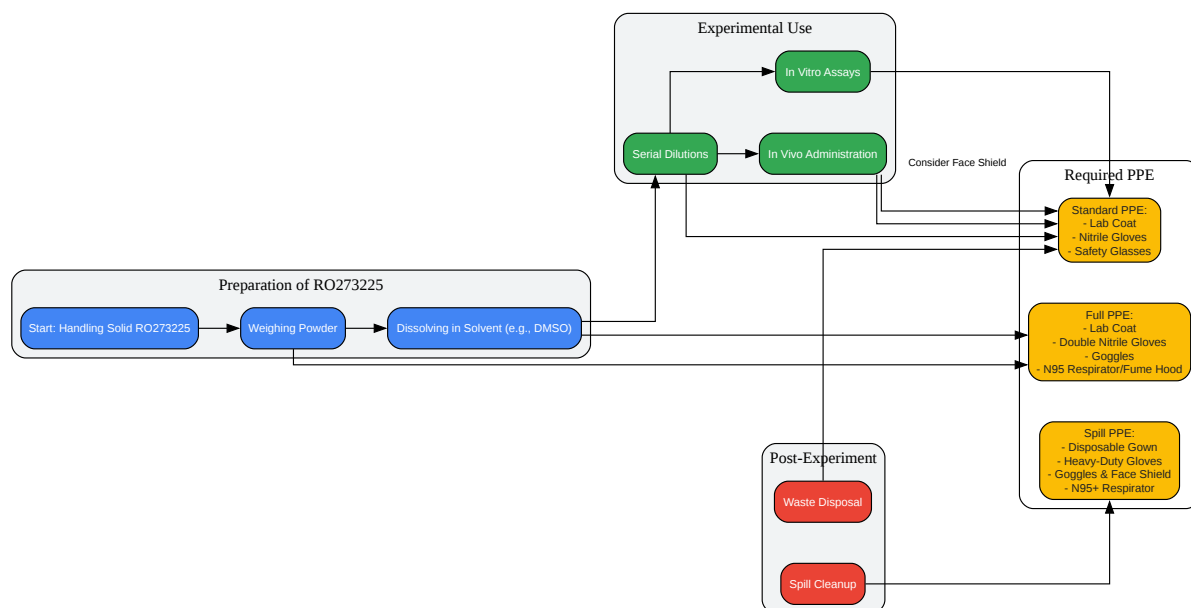 Experimental Use
In Vitro Assays
Serial Dilutions
In Vivo Administration
Consider Face Shield
Required PPE
Standard PPE:
- Lab Coat
- Nitrile Gloves
- Safety Glasses
Preparation of RO273225
Start: Handling Solid RO273225
Weighing Powder
Dissolving in Solvent (e.g., DMSO)
Full PPE:
- Lab Coat
- Double Nitrile Gloves
- Goggles
- N95 Respirator/Fume Hood
Spill PPE:
- Disposable Gown
- Heavy-Duty Gloves
- Goggles & Face Shield
- N95+ Respirator
Post-Experiment
Waste Disposal
Spill Cleanup